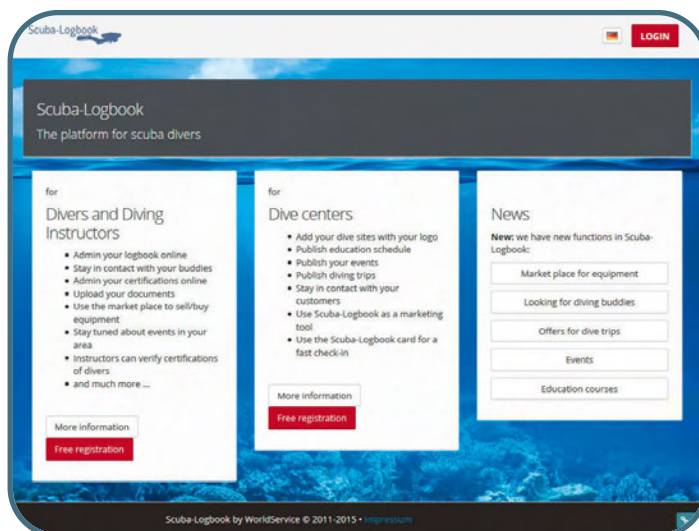 Scuba-Logbook
LOGIN
Scuba-Logbook
The platform for scuba divers
for
Divers and Diving
Instructors
Admin your logbook online
Stay in contact with your buddies
Admin your certifications online
Upload your documents
Use the market place to sell/buy
equipment
Stay tuned about events in your
area
Instructors can verify certifications
of divers
and much more ...
More information
Free registration
for
Dive centers
Add your dive sites with your logo
Publish education schedule
Publish your events
Publish diving trips
Stay in contact with your
customers
Use Scuba-Logbook as a marketing
tool
Use the Scuba-Logbook card for a
fast check-in
More information
Free registration
News
New: we have new functions in Scuba-
Logbook:
Market place for equipment
Looking for diving buddies
Offers for dive trips
Events
Education courses
Scuba-Logbook by WorldService © 2011-2015 • Impressum